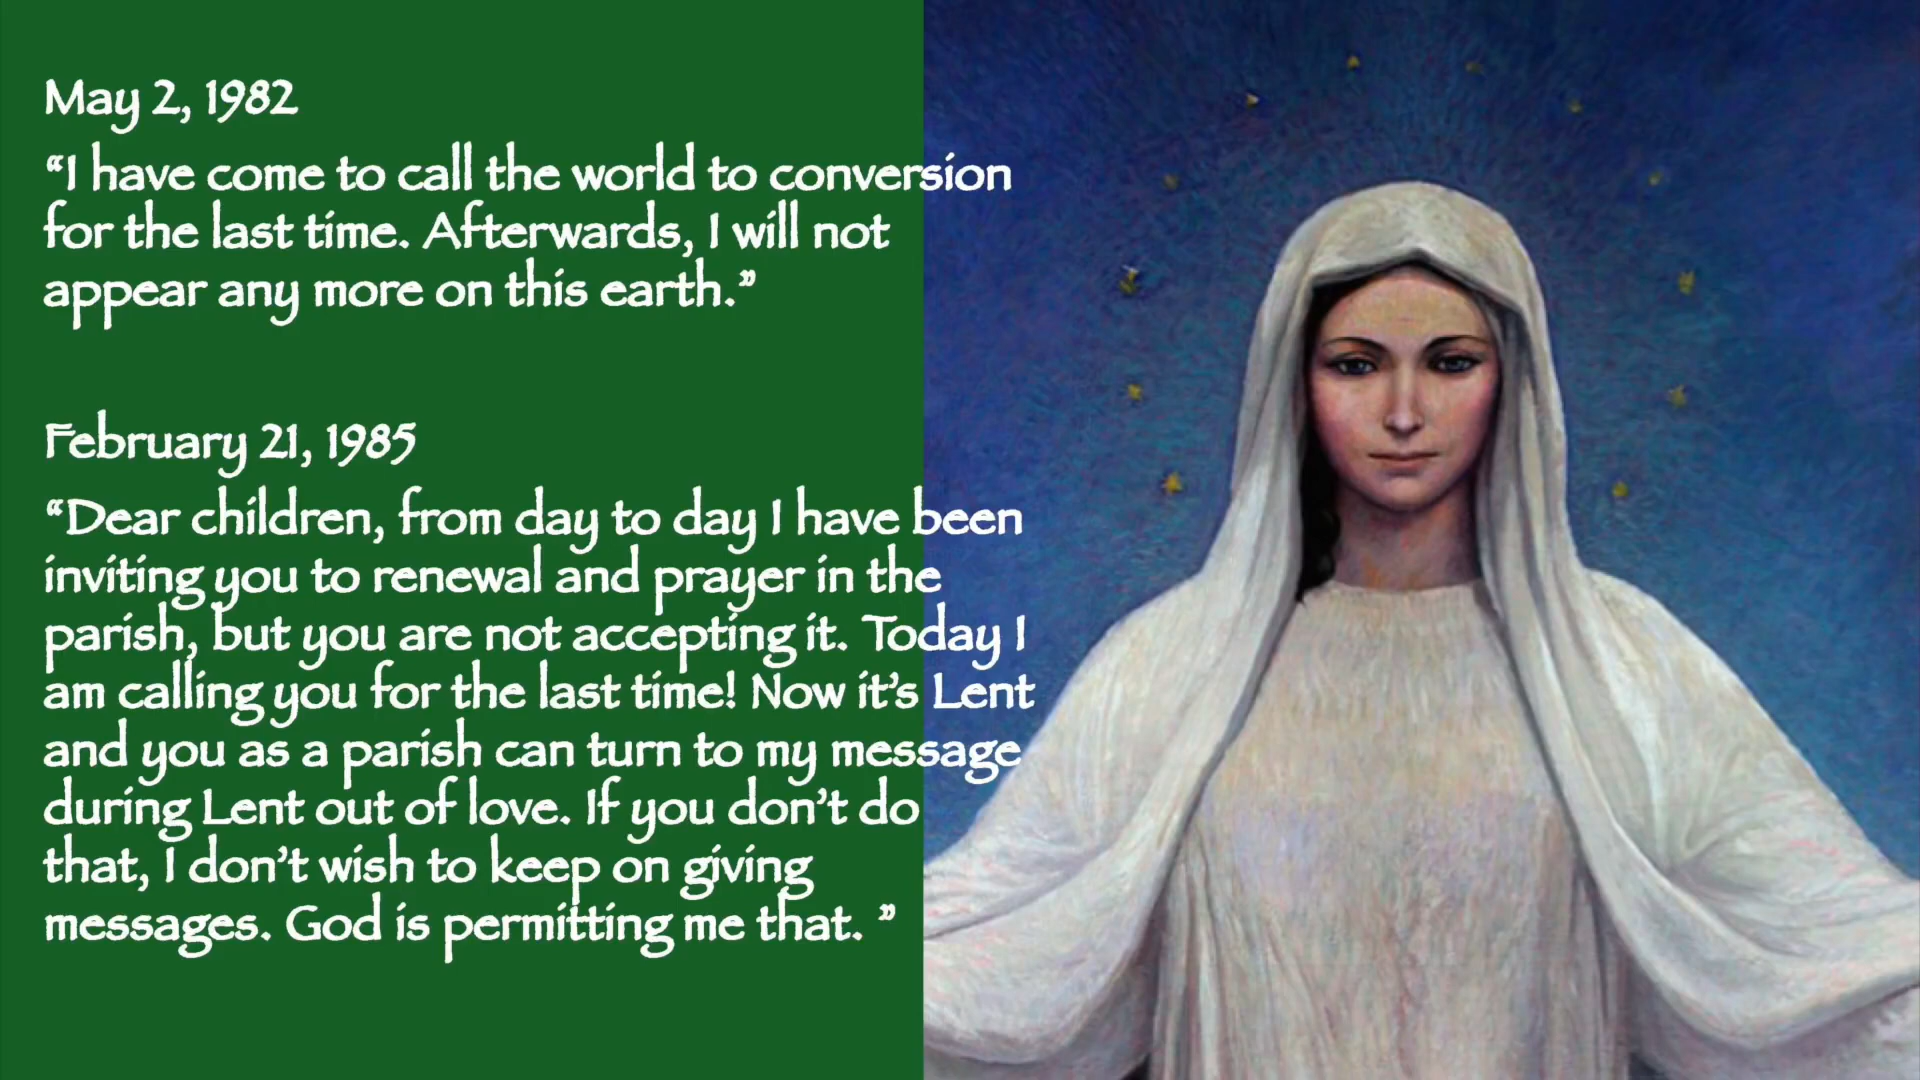 May 2, 1982
“I have come to call the world to conversion
for the last time. Afterwards, I will not
appear any more on this earth.”
February 21, 1985
“Dear children, from day to day I have been
inviting you to renewal and prayer in the
parish, but you are not accepting it. Today I
am calling you for the last time! Now it’s Lent
and you as a parish can turn to my message
during Lent out of love. If you don’t do
that, I don’t wish to keep on giving
messages. God is permitting me that. ”